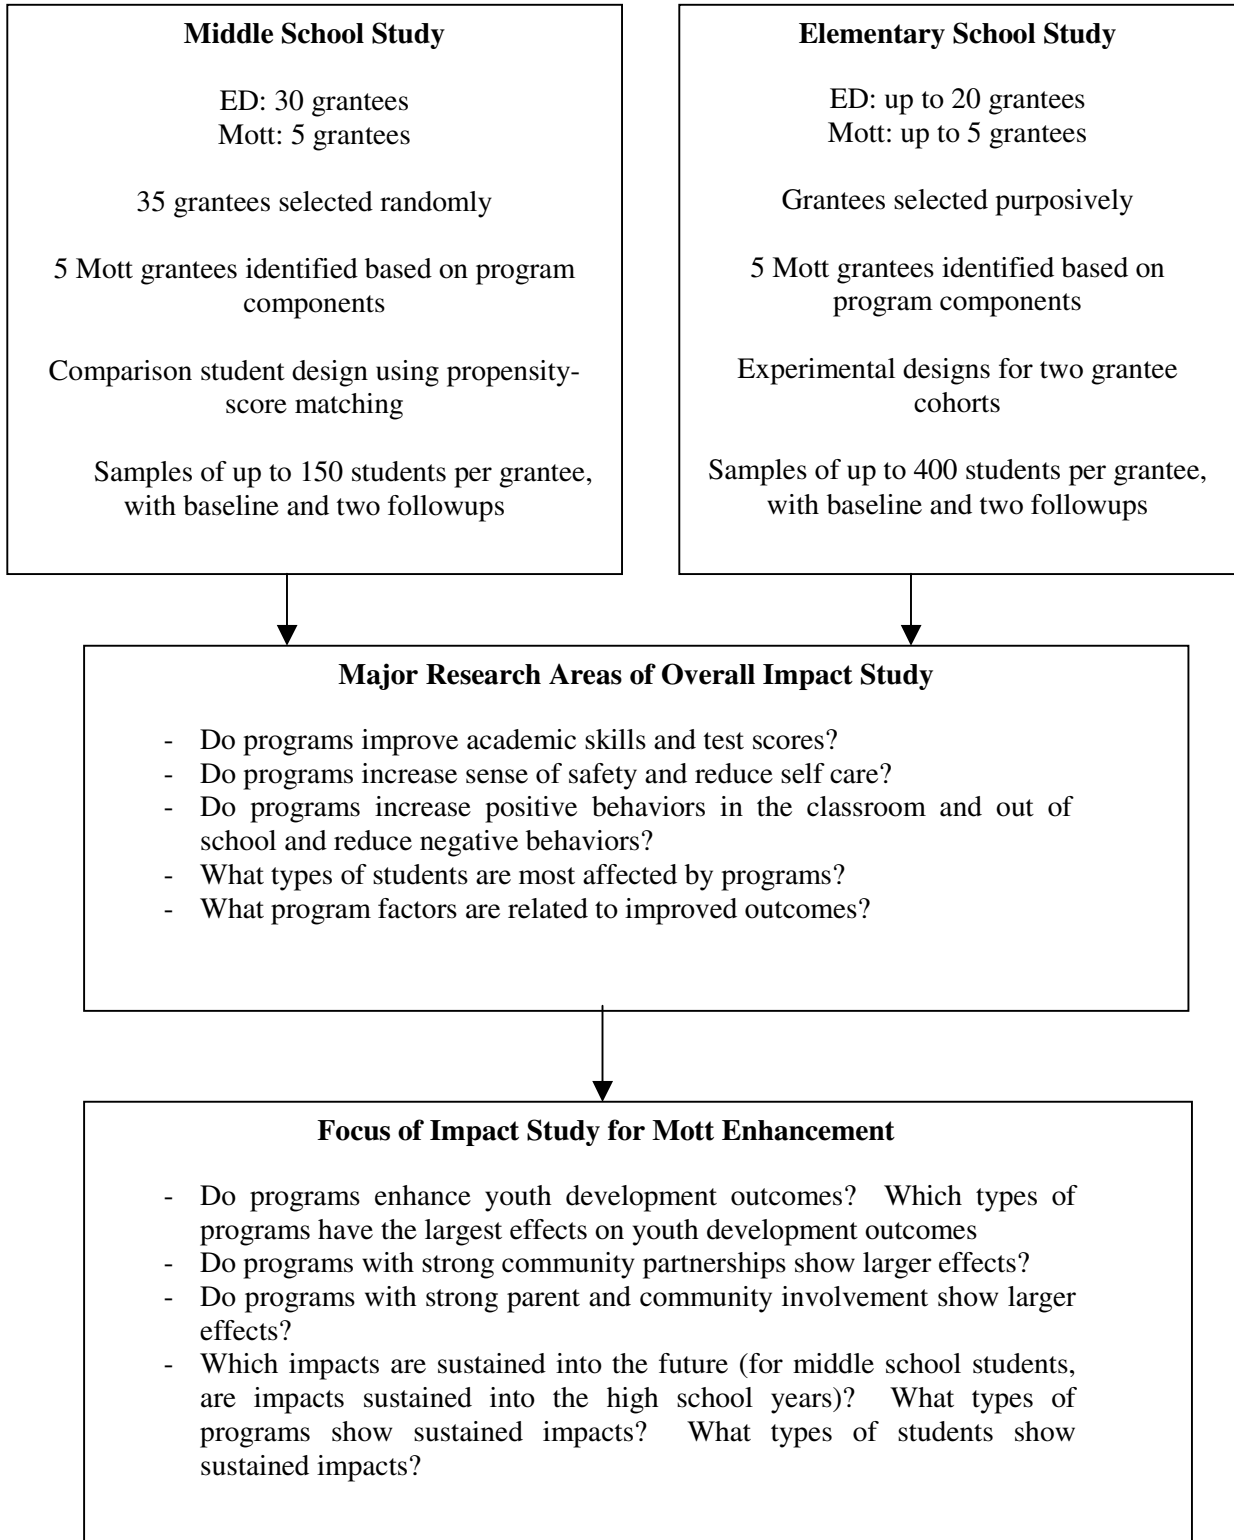 Middle School Study
ED: 30 grantees
Mott: 5 grantees
35 grantees selected randomly
5 Mott grantees identified based on program
components
Comparison student design using propensity-
score matching
Samples of up to 150 students per grantee,
with baseline and two followups
Elementary School Study
ED: up to 20 grantees
Mott: up to 5 grantees
Grantees selected purposively
5 Mott grantees identified based on
program components
Experimental designs for two grantee
cohorts
Samples of up to 400 students per grantee,
with baseline and two followups
Major Research Areas of Overall Impact Study
- Do programs improve academic skills and test scores?
- Do programs increase sense of safety and reduce self care?
- Do programs increase positive behaviors in the classroom and out of
school and reduce negative behaviors?
- What types of students are most affected by programs?
- What program factors are related to improved outcomes?
Focus of Impact Study for Mott Enhancement
- Do programs enhance youth development outcomes? Which types of
programs have the largest effects on youth development outcomes
- Do programs with strong community partnerships show larger effects?
- Do programs with strong parent and community involvement show larger
effects?
- Which impacts are sustained into the future (for middle school students,
are impacts sustained into the high school years)? What types of
programs show sustained impacts? What types of students show
sustained impacts?